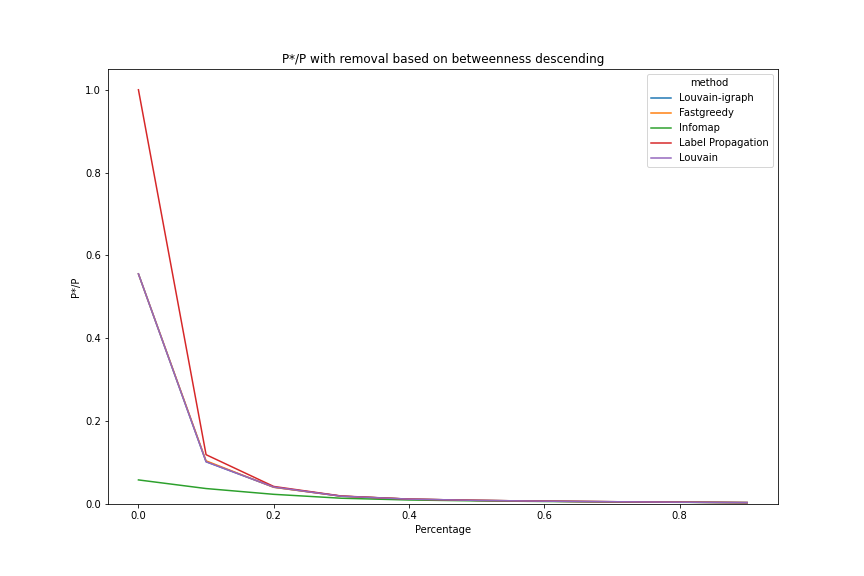 P*/P with removal based on betweenness descending
method
Louvain-igraph
Fastgreedy
Infomap
Label Propagation
Louvain
1.0
0.8
0.6
0.4
0.2
0.0
P*/P
0.0 0.2 0.4 0.6 0.8
Percentage